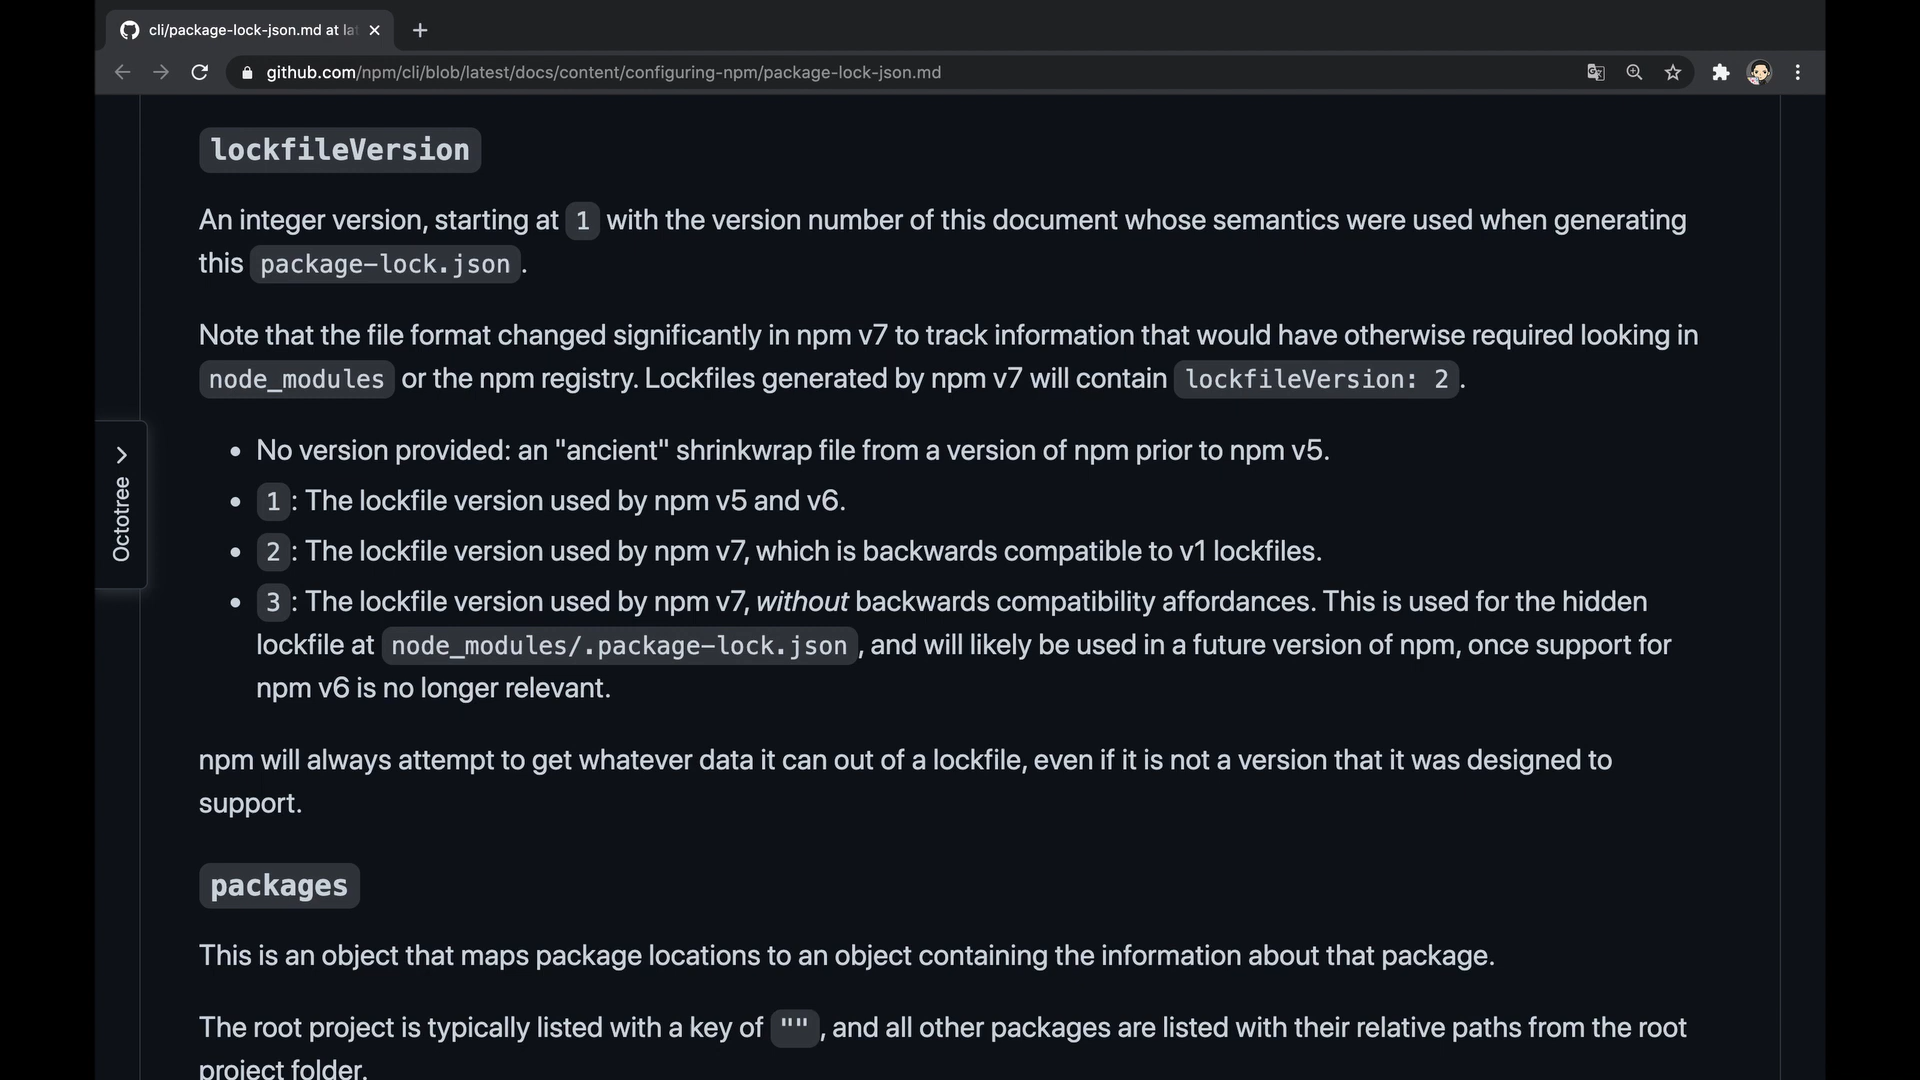 cli/package-lock-json.md at la
github.com/npm/cli/blob/latest/docs/content/configuring-npm/package-lock-json.md
lockfileVersion
An integer version, starting at 1 with the version number of this document whose semantics were used when generating
this package-lock.json.
Note that the file format changed significantly in npm v7 to track information that would have otherwise required looking in
node_modules or the npm registry. Lockfiles generated by npm v7 will contain lockfileVersion: 2.
Octotree
• No version provided: an "ancient" shrinkwrap file from a version of npm prior to npm v5.
• 1: The lockfile version used by npm v5 and v6.
• 2: The lockfile version used by npm v7, which is backwards compatible to v1 lockfiles.
• 3: The lockfile version used by npm v7, without backwards compatibility affordances. This is used for the hidden
lockfile at node_modules/.package-lock.json, and will likely be used in a future version of npm, once support for
npm v6 is no longer relevant.
npm will always attempt to get whatever data it can out of a lockfile, even if it is not a version that it was designed to
support.
packages
This is an object that maps package locations to an object containing the information about that package.
The root project is typically listed with a key of "", and all other packages are listed with their relative paths from the root
project folder.